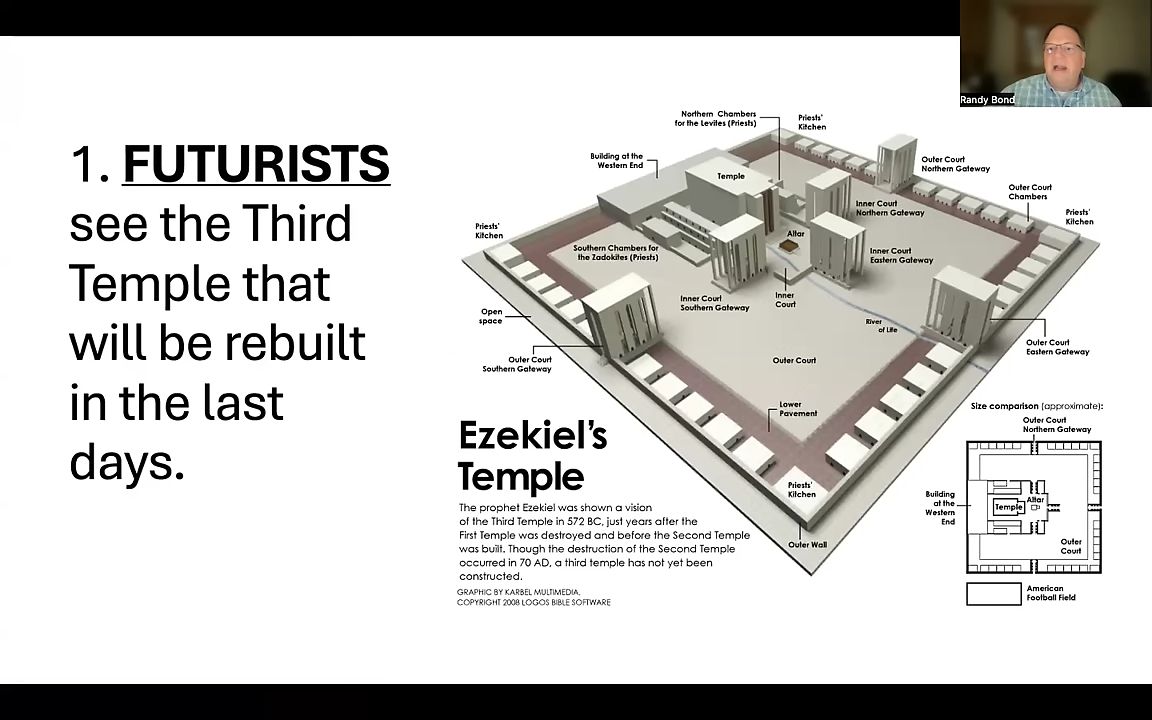 Randy Bond
1. FUTURISTS
see the Third
Temple that
will be rebuilt
in the last
days.
Northern Chambers
for the Levites (Priests)
Priests'
Kitchen
Building at the
Western End
Temple
Outer Court
Northern Gateway
Outer Court
Chambers
Priests'
Kitchen
Inner Court
Northern Gateway
Priests'
Kitchen
Altar
Southern Chambers for
the Zadokites (Priests)
Inner Court
Eastern Gateway
Inner Court
Southern Gateway
Inner
Court
Open
space
River
of Life
Outer Court
Eastern Gateway
Outer Court
Southern Gateway
Outer Court
Lower
Pavement
Priests'
Kitchen
Outer Wall
Ezekiel's
Temple
The prophet Ezekiel was shown a vision
of the Third Temple in 572 BC, just years after the
First Temple was destroyed and before the Second Temple
was built. Though the destruction of the Second Temple
occurred in 70 AD, a third temple has not yet been
constructed.
GRAPHIC BY KARBEL MULTIMEDIA,
COPYRIGHT 2008 LOGOS BIBLE SOFTWARE
Size comparison (approximate):
Outer Court
Northern Gateway
Building
at the
Western
End
Temple
Altar
Outer
Court
American
Football Field